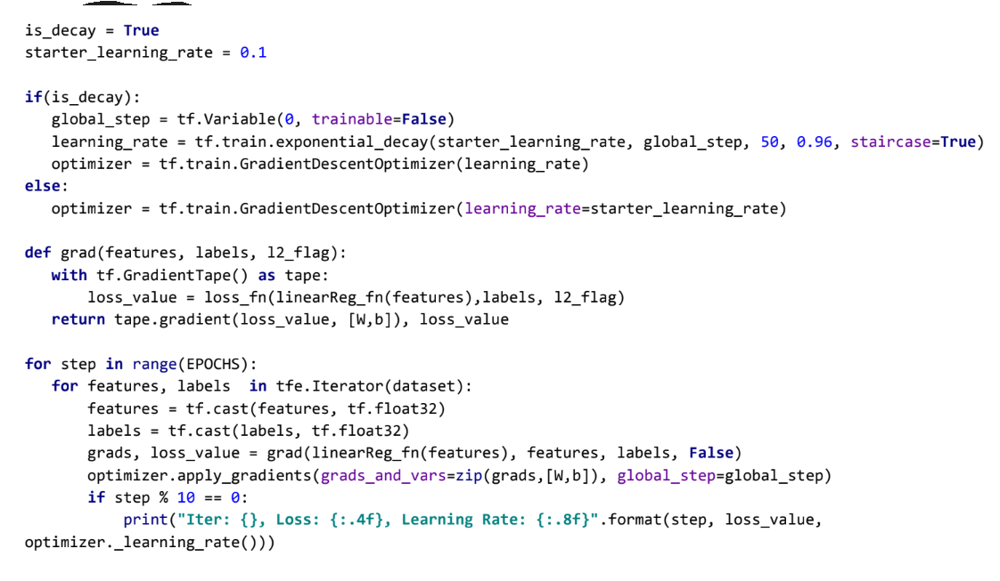 is_decay = True
starter_learning_rate = 0.1

if(is_decay):
   global_step = tf.Variable(0, trainable=False)
   learning_rate = tf.train.exponential_decay(starter_learning_rate, global_step, 50, 0.96, staircase=True)
   optimizer = tf.train.GradientDescentOptimizer(learning_rate)
else:
   optimizer = tf.train.GradientDescentOptimizer(learning_rate=starter_learning_rate)

def grad(features, labels, l2_flag):
   with tf.GradientTape() as tape:
       loss_value = loss_fn(linearReg_fn(features),labels, l2_flag)
   return tape.gradient(loss_value, [W,b]), loss_value

for step in range(EPOCHS):
   for features, labels  in tfe.Iterator(dataset):
       features = tf.cast(features, tf.float32)
       labels = tf.cast(labels, tf.float32)
       grads, loss_value = grad(linearReg_fn(features), features, labels, False)
       optimizer.apply_gradients(grads_and_vars=zip(grads,[W,b]), global_step=global_step)
       if step % 10 == 0:
           print("Iter: {}, Loss: {:.4f}, Learning Rate: {:.8f}".format(step, loss_value,
optimizer._learning_rate()))